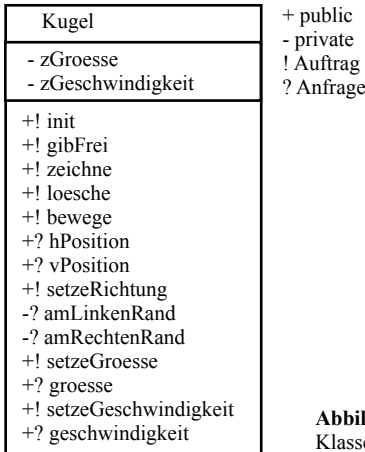 Kugel
- zGroesse
- zGeschwindigkeit
+! init
+! gibFrei
+! zeichne
+! loesche
+! bewege
+? hPosition
+? vPosition
+! setzeRichtung
-? amLinkenRand
-? amRechtenRand
+! setzeGroesse
+? groesse
+! setzeGeschwindigkeit
+? geschwindigkeit
+ public
- private
! Auftrag
? Anfrage